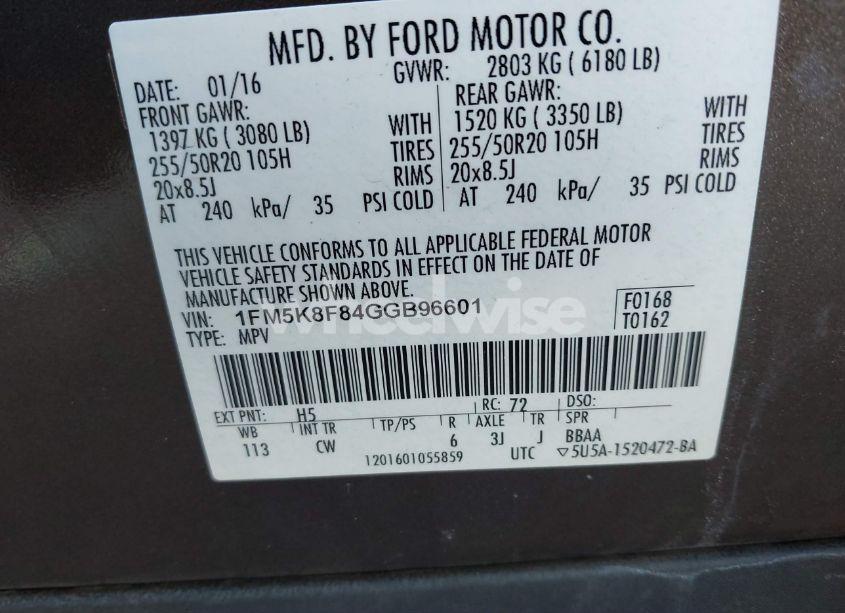 MFD. BY FORD MOTOR CO.
DATE: 01/16 GVWR: 2803 KG ( 6180 LB)
FRONT GAWR: REAR GAWR:
1397 KG ( 3080 LB) WITH 1520 KG ( 3350 LB) WITH
255/50R20 105H TIRES 255/50R20 105H TIRES
20x8.5J RIMS 20x8.5J RIMS
AT 240 kPa/ 35 PSI COLD AT 240 kPa/ 35 PSI COLD
THIS VEHICLE CONFORMS TO ALL APPLICABLE FEDERAL MOTOR
VEHICLE SAFETY STANDARDS IN EFFECT ON THE DATE OF
MANUFACTURE SHOWN ABOVE.
VIN: 1FM5K8F84GGB96601 F0168
TYPE: MPV T0162
wheelwise
EXT PNT: H5 RC: 72 DSO:
WB INT TR TP/PS R AXLE TR SPR
113 CW 6 3J J BBAA
1201601055859 UTC ▽5U5A-1520472-BA